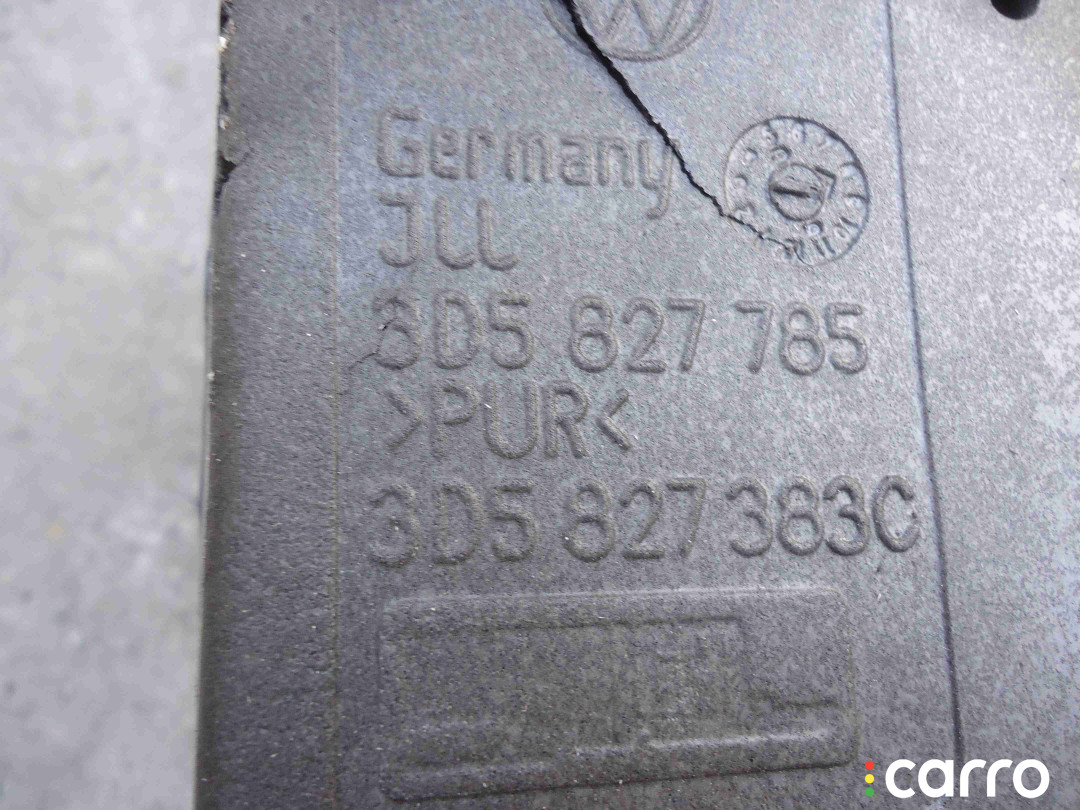 Germany
JLL
3D5 827 785
>PUR<
3D5 827 383C
carro